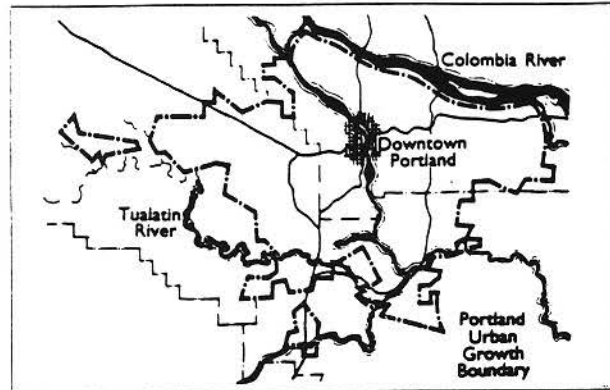 Colombia River
Downtown
Portland
Tualatin
River
Portland
Urban
Growth
Boundary